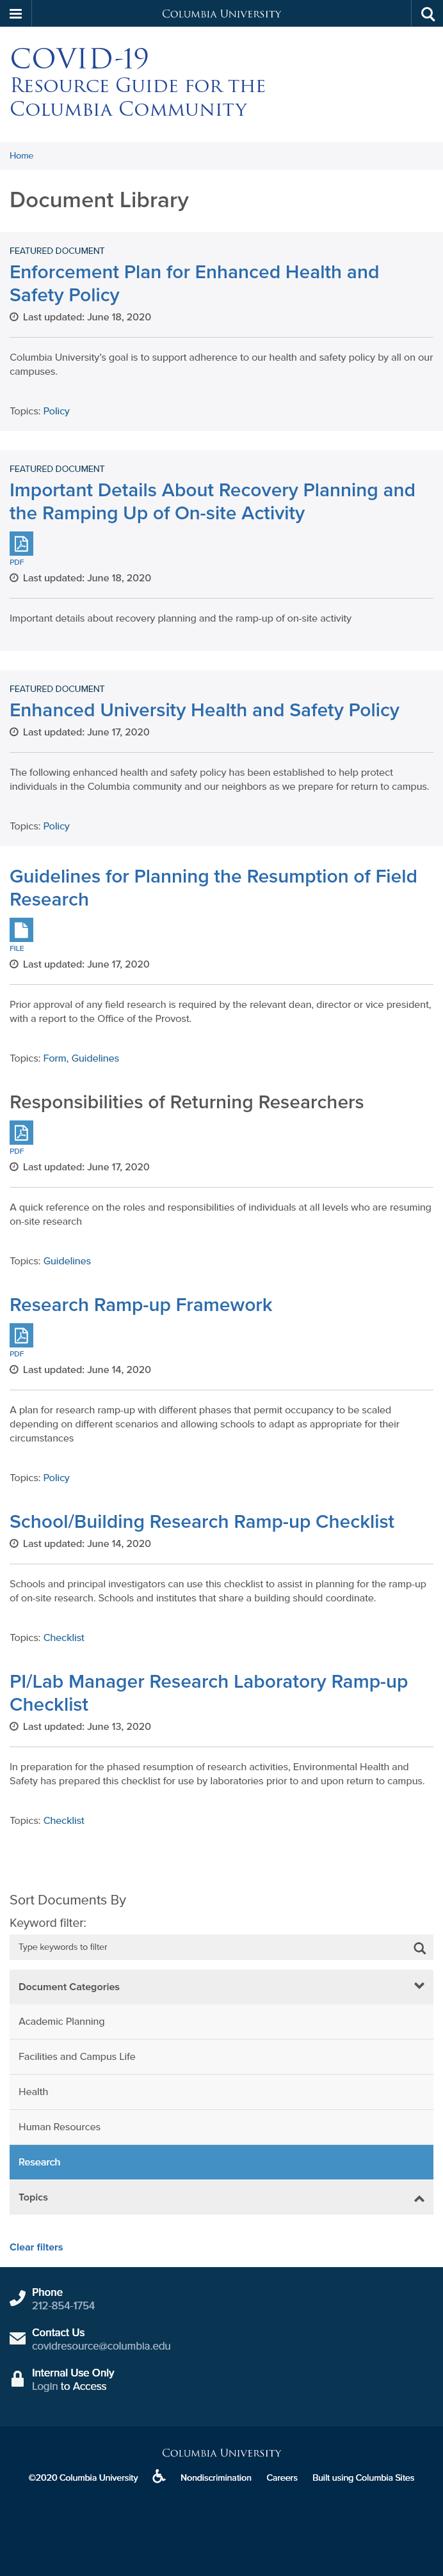 Columbia University
COVID-19
Resource Guide for the
Columbia Community
Home
Document Library
FEATURED DOCUMENT
Enforcement Plan for Enhanced Health and
Safety Policy
Last updated: June 18, 2020
Columbia University's goal is to support adherence to our health and safety policy by all on our
campuses.
Topics: Policy
FEATURED DOCUMENT
Important Details About Recovery Planning and
the Ramping Up of On-site Activity
PDF
Last updated: June 18, 2020
Important details about recovery planning and the ramp-up of on-site activity
FEATURED DOCUMENT
Enhanced University Health and Safety Policy
Last updated: June 17, 2020
The following enhanced health and safety policy has been established to help protect
individuals in the Columbia community and our neighbors as we prepare for return to campus.
Topics: Policy
Guidelines for Planning the Resumption of Field
Research
FILE
Last updated: June 17, 2020
Prior approval of any field research is required by the relevant dean, director or vice president,
with a report to the Office of the Provost.
Topics: Form, Guidelines
Responsibilities of Returning Researchers
PDF
Last updated: June 17, 2020
A quick reference on the roles and responsibilities of individuals at all levels who are resuming
on-site research
Topics: Guidelines
Research Ramp-up Framework
PDF
Last updated: June 14, 2020
A plan for research ramp-up with different phases that permit occupancy to be scaled
depending on different scenarios and allowing schools to adapt as appropriate for their
circumstances
Topics: Policy
School/Building Research Ramp-up Checklist
Last updated: June 14, 2020
Schools and principal investigators can use this checklist to assist in planning for the ramp-up
of on-site research. Schools and institutes that share a building should coordinate.
Topics: Checklist
PI/Lab Manager Research Laboratory Ramp-up
Checklist
Last updated: June 13, 2020
In preparation for the phased resumption of research activities, Environmental Health and
Safety has prepared this checklist for use by laboratories prior to and upon return to campus.
Topics: Checklist
Sort Documents By
Keyword filter:
Type keywords to filter
Document Categories
Academic Planning
Facilities and Campus Life
Health
Human Resources
Research
Topics
Clear filters
Phone
212-854-1754
Contact Us
covidresource@columbia.edu
Internal Use Only
Login to Access
Columbia University
©2020 Columbia University Nondiscrimination Careers Built using Columbia Sites